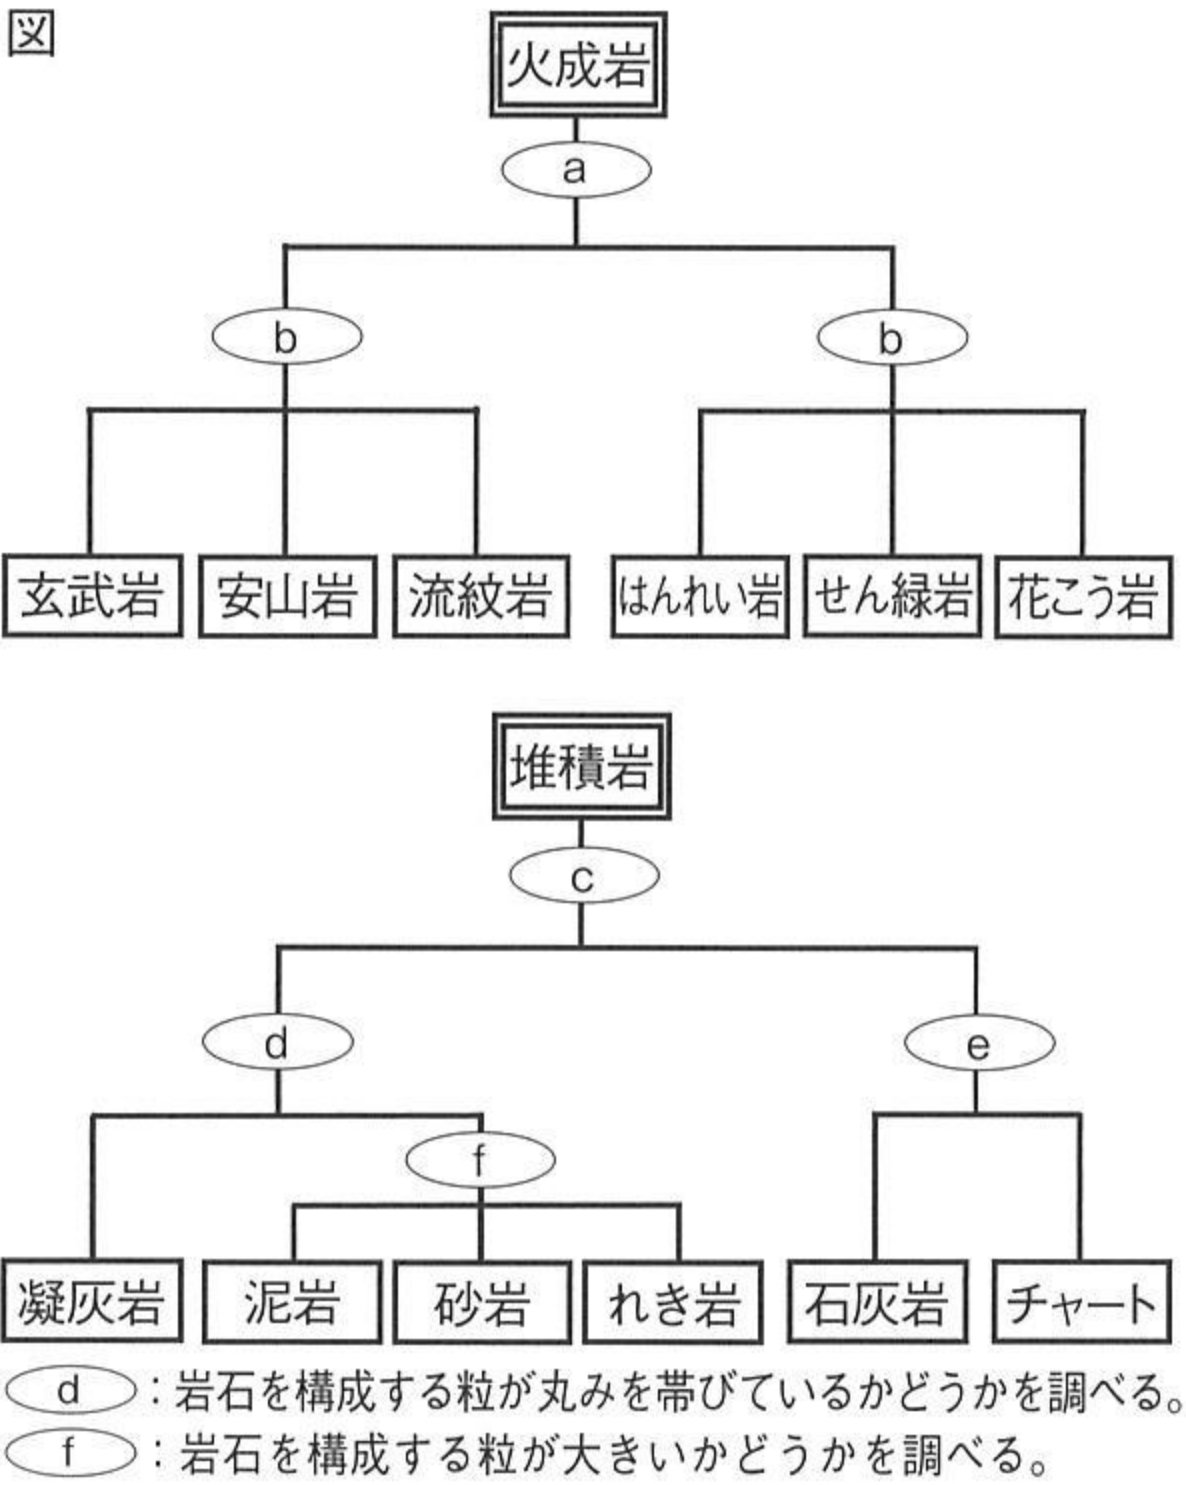 図
火成岩
a
b
b
玄武岩
安山岩
流紋岩
はんれい岩
せん緑岩
花こう岩
堆積岩
c
d
e
f
凝灰岩
泥岩
砂岩
れき岩
石灰岩
チャート
d：岩石を構成する粒が丸みを帯びているかどうかを調べる。
f：岩石を構成する粒が大きいかどうかを調べる。